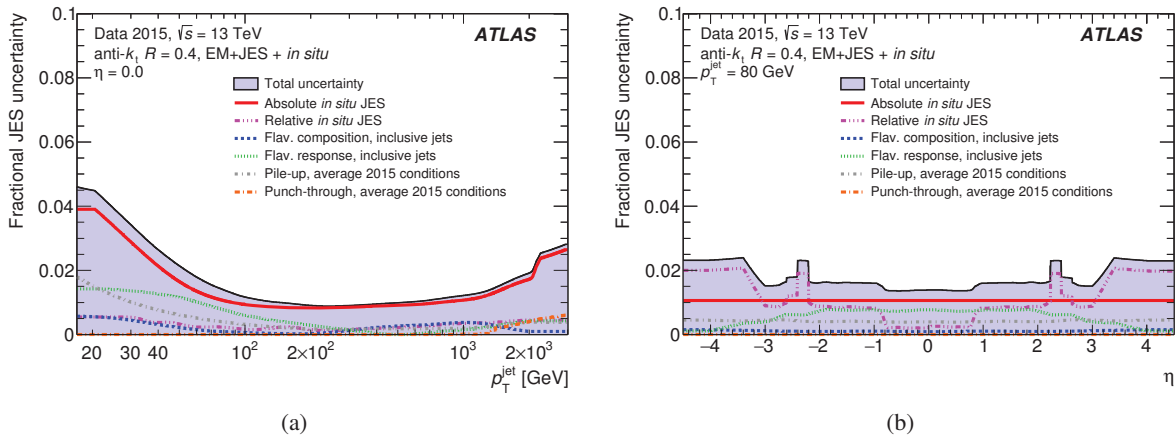 Fractional JES uncertainty
0.1
0.08
0.06
0.04
0.02
0
Data 2015, √s = 13 TeV
ATLAS
anti-kₜ R = 0.4, EM+JES + in situ
η = 0.0
Total uncertainty
Absolute in situ JES
Relative in situ JES
Flav. composition, inclusive jets
Flav. response, inclusive jets
Pile-up, average 2015 conditions
Punch-through, average 2015 conditions
20 30 40 10² 2×10² 10³ 2×10³
p_T^jet [GeV]
(a)
Fractional JES uncertainty
0.1
0.08
0.06
0.04
0.02
0
Data 2015, √s = 13 TeV
ATLAS
anti-kₜ R = 0.4, EM+JES + in situ
p_T^jet = 80 GeV
Total uncertainty
Absolute in situ JES
Relative in situ JES
Flav. composition, inclusive jets
Flav. response, inclusive jets
Pile-up, average 2015 conditions
Punch-through, average 2015 conditions
−4 −3 −2 −1 0 1 2 3 4
η
(b)